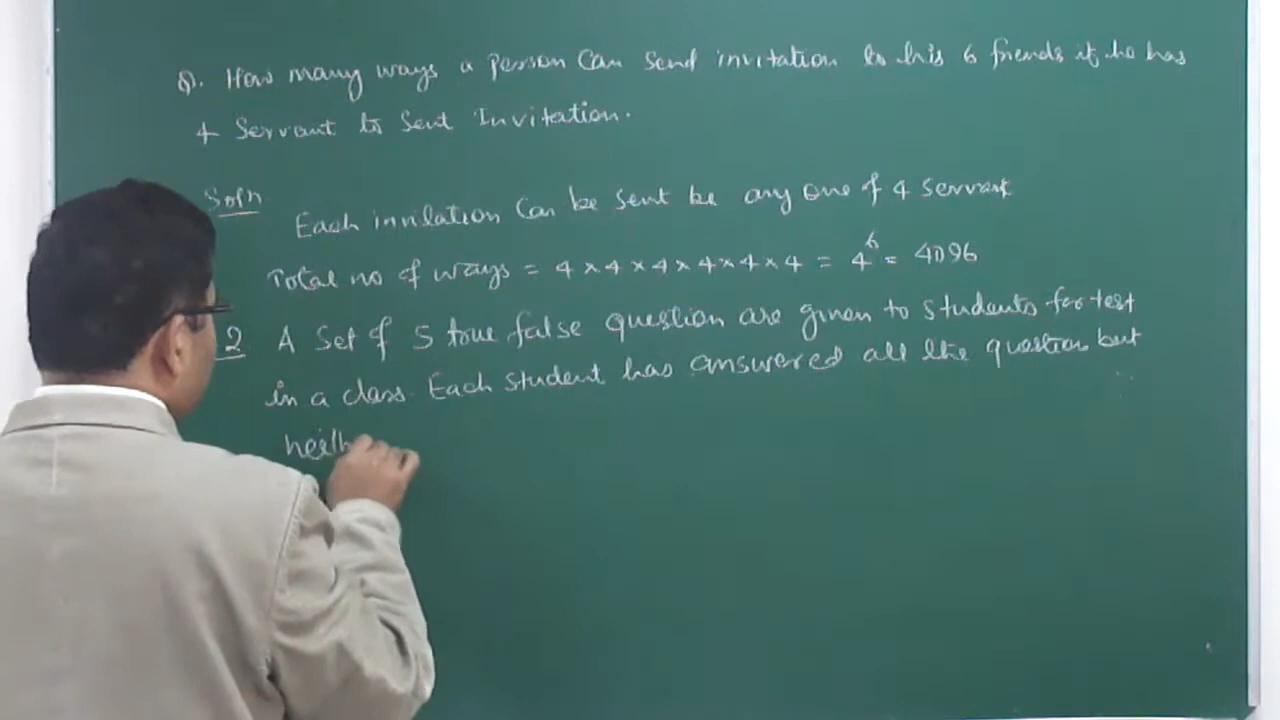 Q. How many ways a person can send invitation to his 6 friends if he has
4 Servant to Sent Invitation.
Soln
Each invitation can be sent be any one of 4 servant
Total no of ways = 4 × 4 × 4 × 4 × 4 × 4 = 4^6 = 4096
2 A Set of 5 true false question are given to students for test
in a class. Each student has answered all the question but
neith